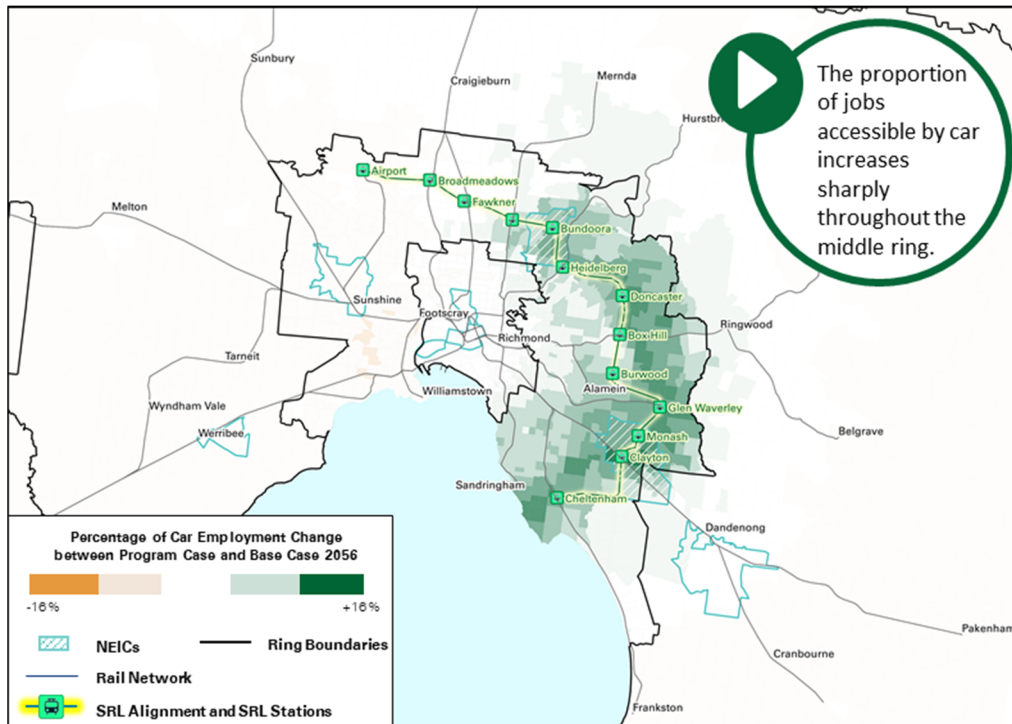 Sunbury
Craigieburn
Mernda
Hurstbri
The proportion
of jobs
accessible by car
increases
sharply
throughout the
middle ring.
Airport
Broadmeadows
Fawkner
Bundoora
Melton
Heidelberg
Doncaster
Sunshine
Footscray
Richmond
Box Hill
Ringwood
Tarneit
Burwood
Alamein
Williamstown
Wyndham Vale
Glen Waverley
Werribee
Monash
Belgrave
Clayton
Sandringham
Cheltenham
Dandenong
Pakenham
Cranbourne
Frankston
Percentage of Car Employment Change
between Program Case and Base Case 2056
-16%
+16%
NEICs
Ring Boundaries
Rail Network
SRL Alignment and SRL Stations